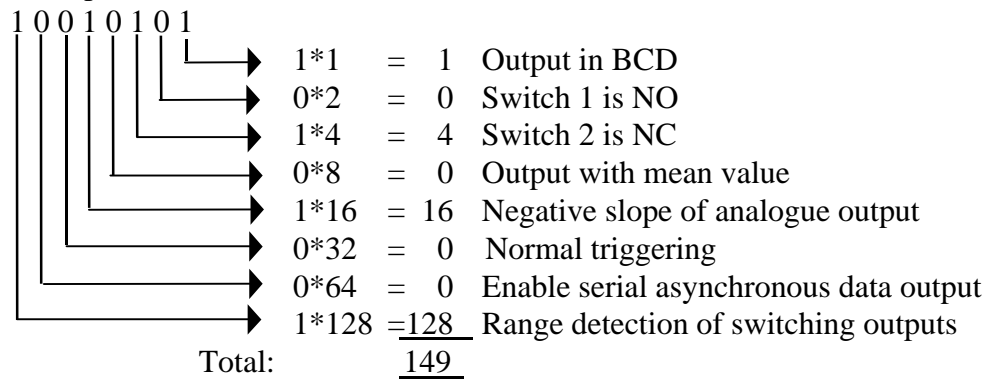 1 0 0 1 0 1 0 1
1*1 = 1 Output in BCD
0*2 = 0 Switch 1 is NO
1*4 = 4 Switch 2 is NC
0*8 = 0 Output with mean value
1*16 = 16 Negative slope of analogue output
0*32 = 0 Normal triggering
0*64 = 0 Enable serial asynchronous data output
1*128 =128 Range detection of switching outputs
Total: 149